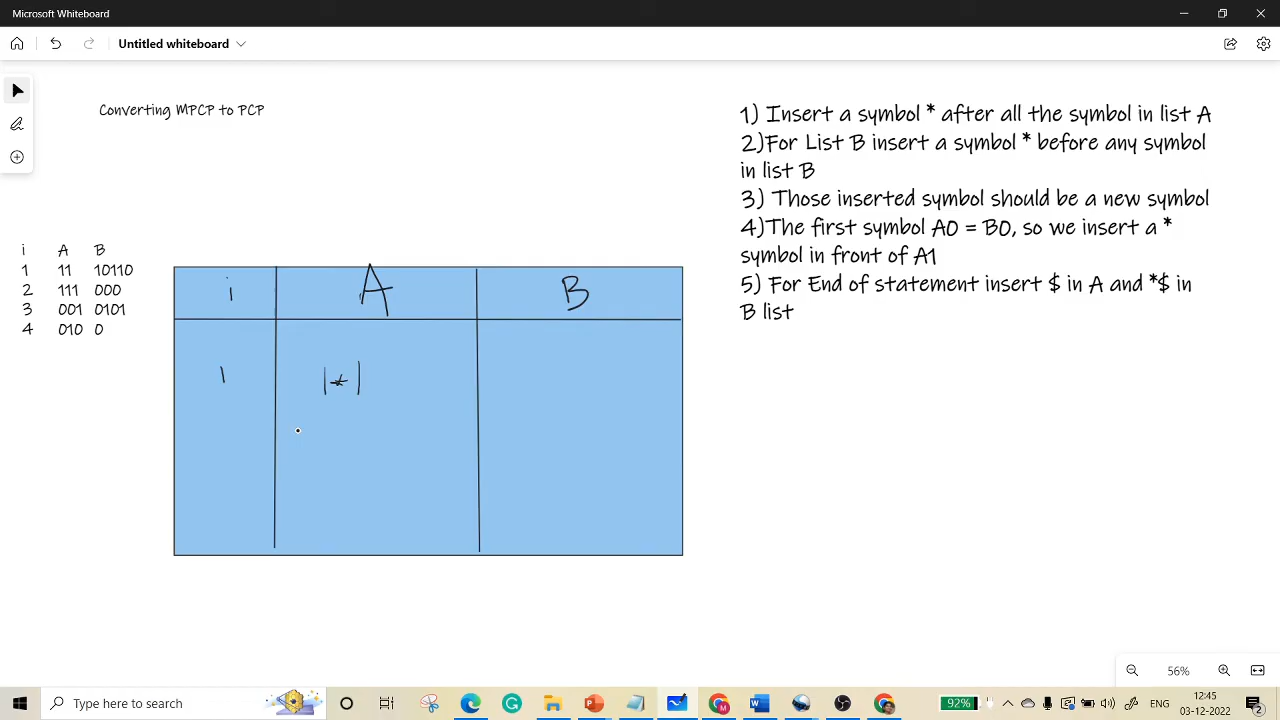 Microsoft Whiteboard
Untitled whiteboard
Converting MPCP to PCP
1) Insert a symbol * after all the symbol in list A
2)For List B insert a symbol * before any symbol
in list B
3) Those inserted symbol should be a new symbol
4)The first symbol A0 = B0, so we insert a *
symbol in front of A1
5) For End of statement insert $ in A and *$ in
B list
i A B
1 11 10110
2 111 000
3 001 0101
4 010 0
i A B
1 1*1
56%
Type here to search
92%
ENG
12:45
03-12-2022
2